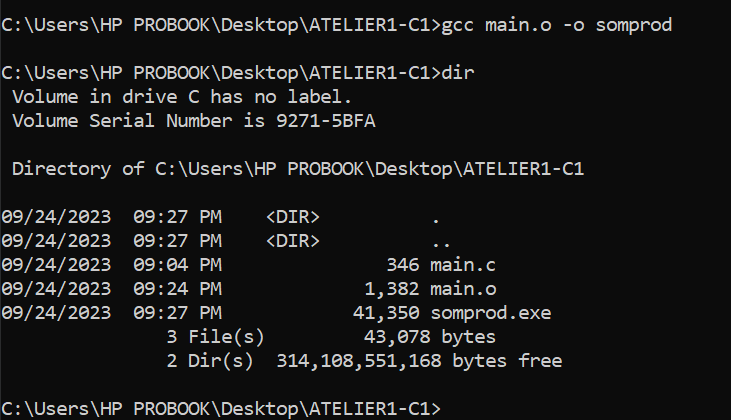 C:\Users\HP PROBOOK\Desktop\ATELIER1-C1>gcc main.o -o somprod
C:\Users\HP PROBOOK\Desktop\ATELIER1-C1>dir
Volume in drive C has no label.
Volume Serial Number is 9271-5BFA
Directory of C:\Users\HP PROBOOK\Desktop\ATELIER1-C1
09/24/2023  09:27 PM    <DIR>          .
09/24/2023  09:27 PM    <DIR>          ..
09/24/2023  09:04 PM               346 main.c
09/24/2023  09:24 PM             1,382 main.o
09/24/2023  09:27 PM            41,350 somprod.exe
3 File(s)         43,078 bytes
2 Dir(s)  314,108,551,168 bytes free
C:\Users\HP PROBOOK\Desktop\ATELIER1-C1>